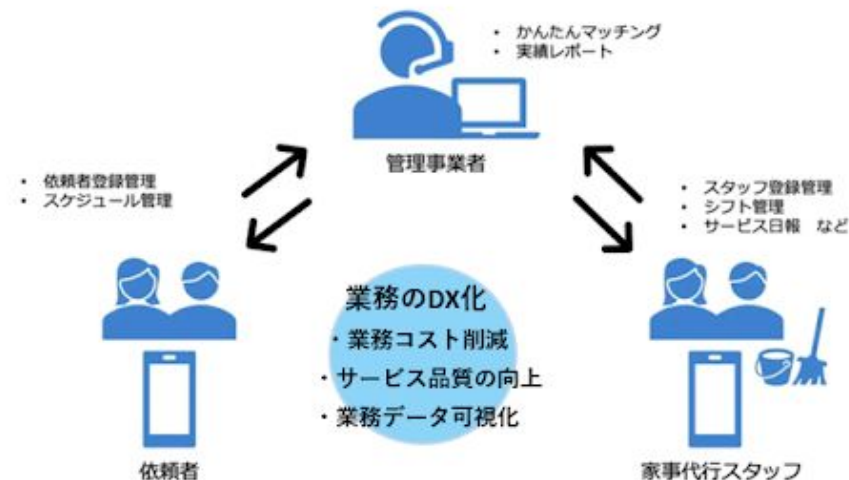 • かんたんマッチング
• 実績レポート
管理事業者
• 依頼者登録管理
• スケジュール管理
• スタッフ登録管理
• シフト管理
• サービス日報　など
業務のDX化
・業務コスト削減
・サービス品質の向上
・業務データ可視化
依頼者
家事代行スタッフ